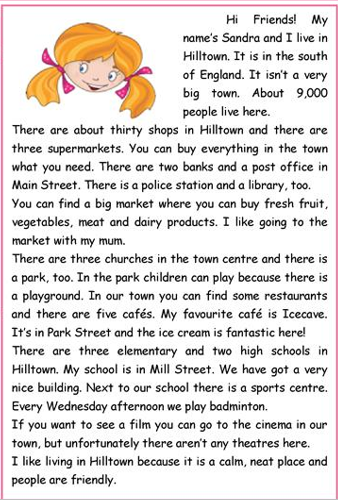 Hi Friends! My
name's Sandra and I live in
Hilltown. It is in the south
of England. It isn't a very
big town. About 9,000
people live here.
There are about thirty shops in Hilltown and there are
three supermarkets. You can buy everything in the town
what you need. There are two banks and a post office in
Main Street. There is a police station and a library, too.
You can find a big market where you can buy fresh fruit,
vegetables, meat and dairy products. I like going to the
market with my mum.
There are three churches in the town centre and there is
a park, too. In the park children can play because there is
a playground. In our town you can find some restaurants
and there are five cafés. My favourite café is Icecave.
It's in Park Street and the ice cream is fantastic here!
There are three elementary and two high schools in
Hilltown. My school is in Mill Street. We have got a very
nice building. Next to our school there is a sports centre.
Every Wednesday afternoon we play badminton.
If you want to see a film you can go to the cinema in our
town, but unfortunately there aren't any theatres here.
I like living in Hilltown because it is a calm, neat place and
people are friendly.